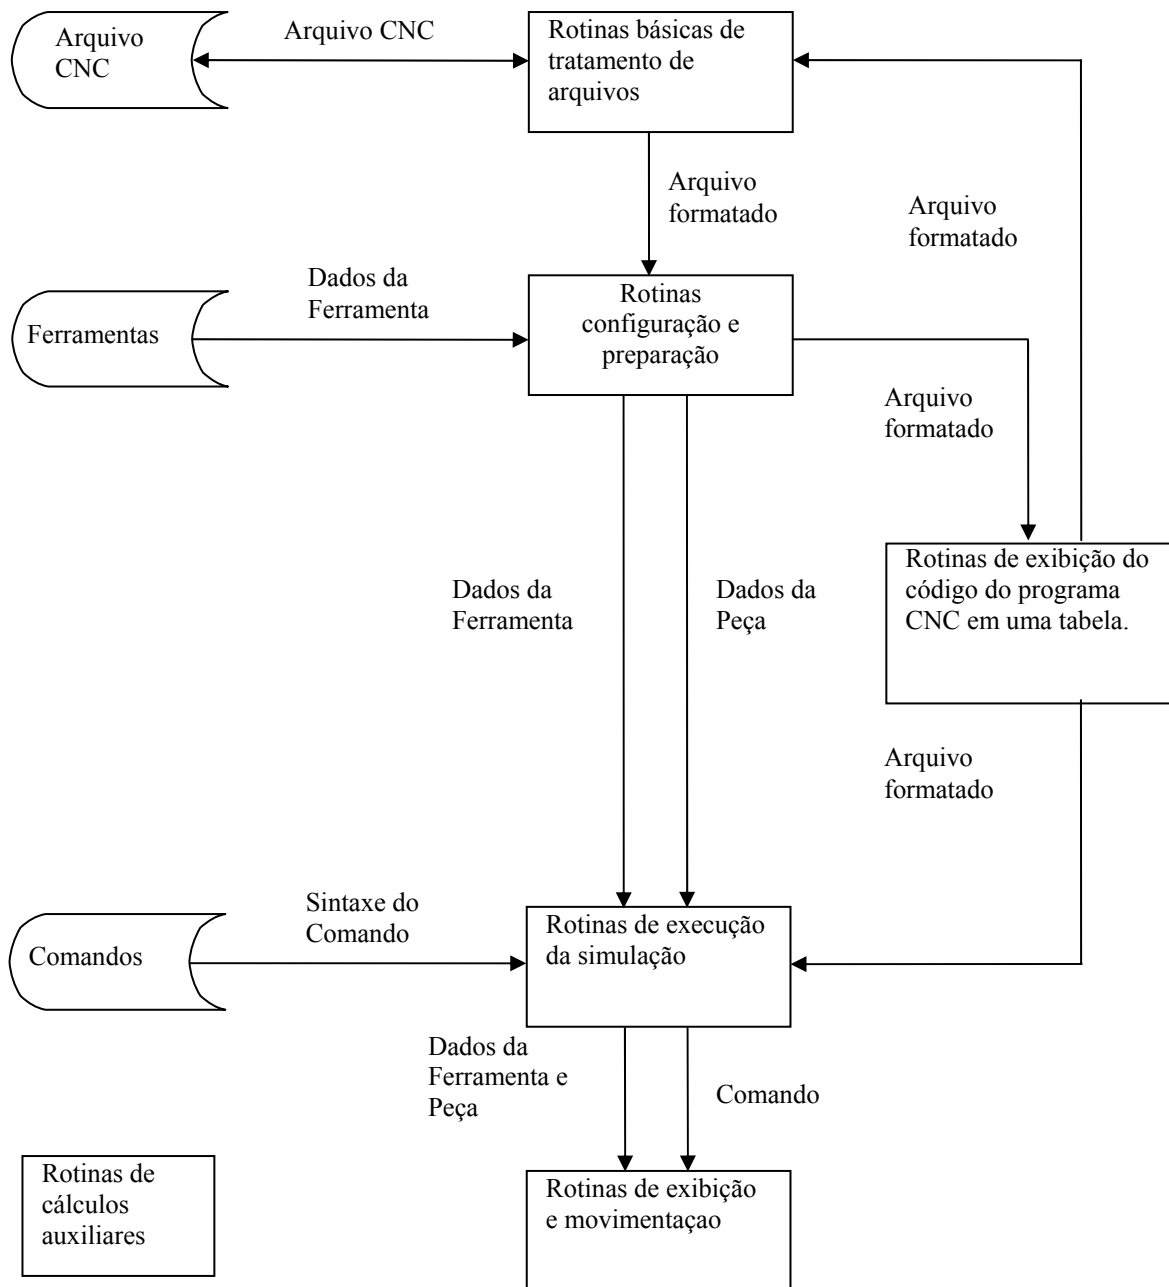 Arquivo
CNC
Arquivo CNC
Rotinas básicas de
tratamento de
arquivos
Arquivo
formatado
Arquivo
formatado
Dados da
Ferramenta
Ferramentas
Rotinas
configuração e
preparação
Arquivo
formatado
Rotinas de exibição do
código do programa
CNC em uma tabela.
Dados da
Ferramenta
Dados da
Peça
Arquivo
formatado
Sintaxe do
Comando
Comandos
Rotinas de execução
da simulação
Dados da
Ferramenta e
Peça
Comando
Rotinas de
cálculos
auxiliares
Rotinas de exibição
e movimentaçao